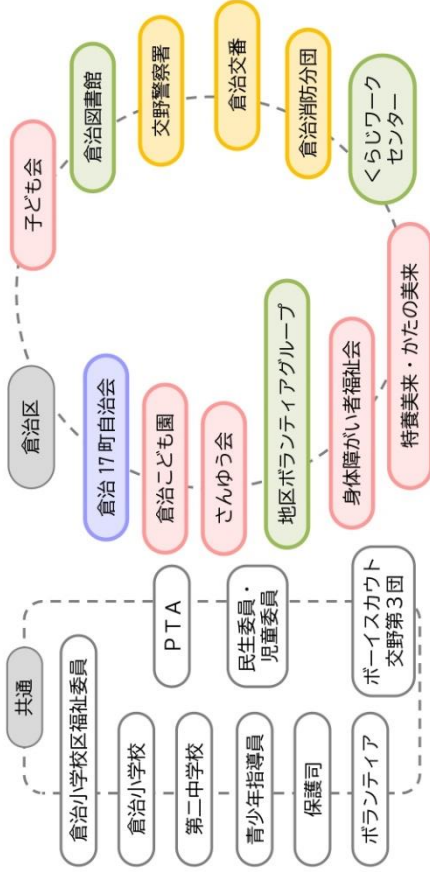 共通
倉治小学校区福祉委員
倉治小学校
第二中学校
青少年指導員
保護司
ボランティア
PTA
民生委員・
児童委員
ボーイスカウト
交野第3団
倉治区
倉治17町自治会
倉治こども園
さんゆう会
地区ボランティアグループ
身体障がい者福祉会
特養美来・かたの美来
子ども会
倉治図書館
交野警察署
倉治交番
倉治消防分団
くらじワーク
センター